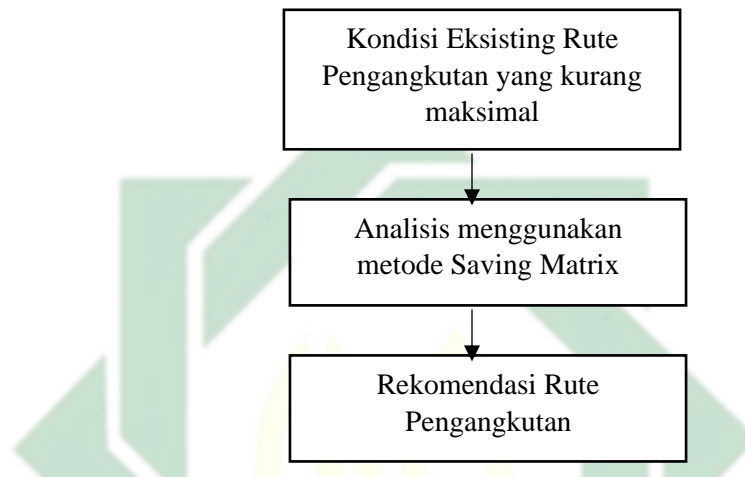 Kondisi Eksisting Rute
Pengangkutan yang kurang
maksimal
Analisis menggunakan
metode Saving Matrix
Rekomendasi Rute
Pengangkutan